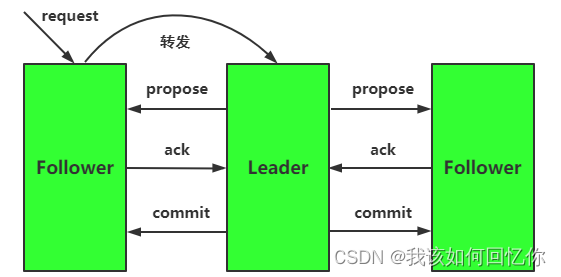 request
转发
propose
propose
ack
ack
Follower
Leader
Follower
commit
commit
CSDN @我该如何回忆你